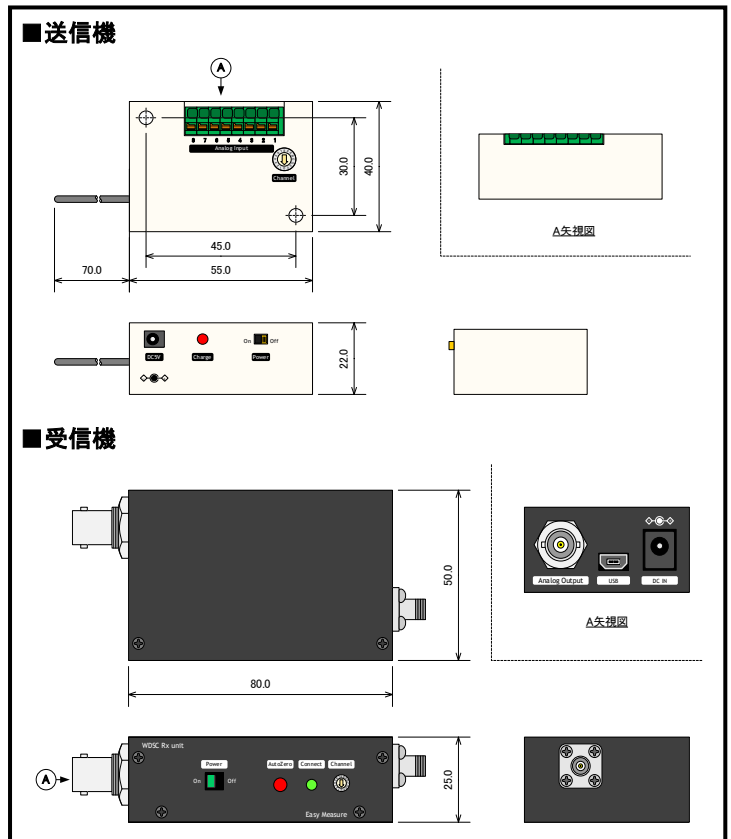 ■送信機
A
8 7 6 5 4 3 2 1
Analog Input
Channel
30.0
40.0
45.0
70.0
55.0
A矢視図
DC5V
Charge
On Off
Power
22.0
■受信機
50.0
80.0
Analog Output
USB
DC IN
A矢視図
A
WDSC Rx unit
Power
On Off
AutoZero
Connect
Channel
Easy Measure
25.0